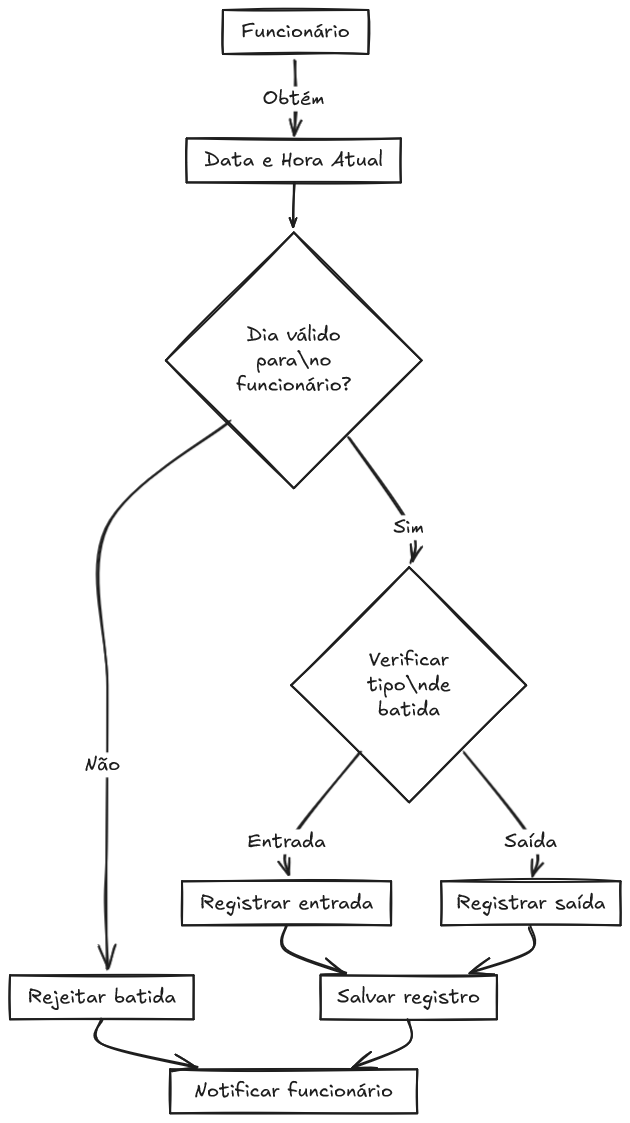 Funcionário
Obtém
Data e Hora Atual
Dia válido
para\no
funcionário?
Sim
Verificar
tipo\nde
batida
Não
Entrada
Saída
Registrar entrada
Registrar saída
Rejeitar batida
Salvar registro
Notificar funcionário